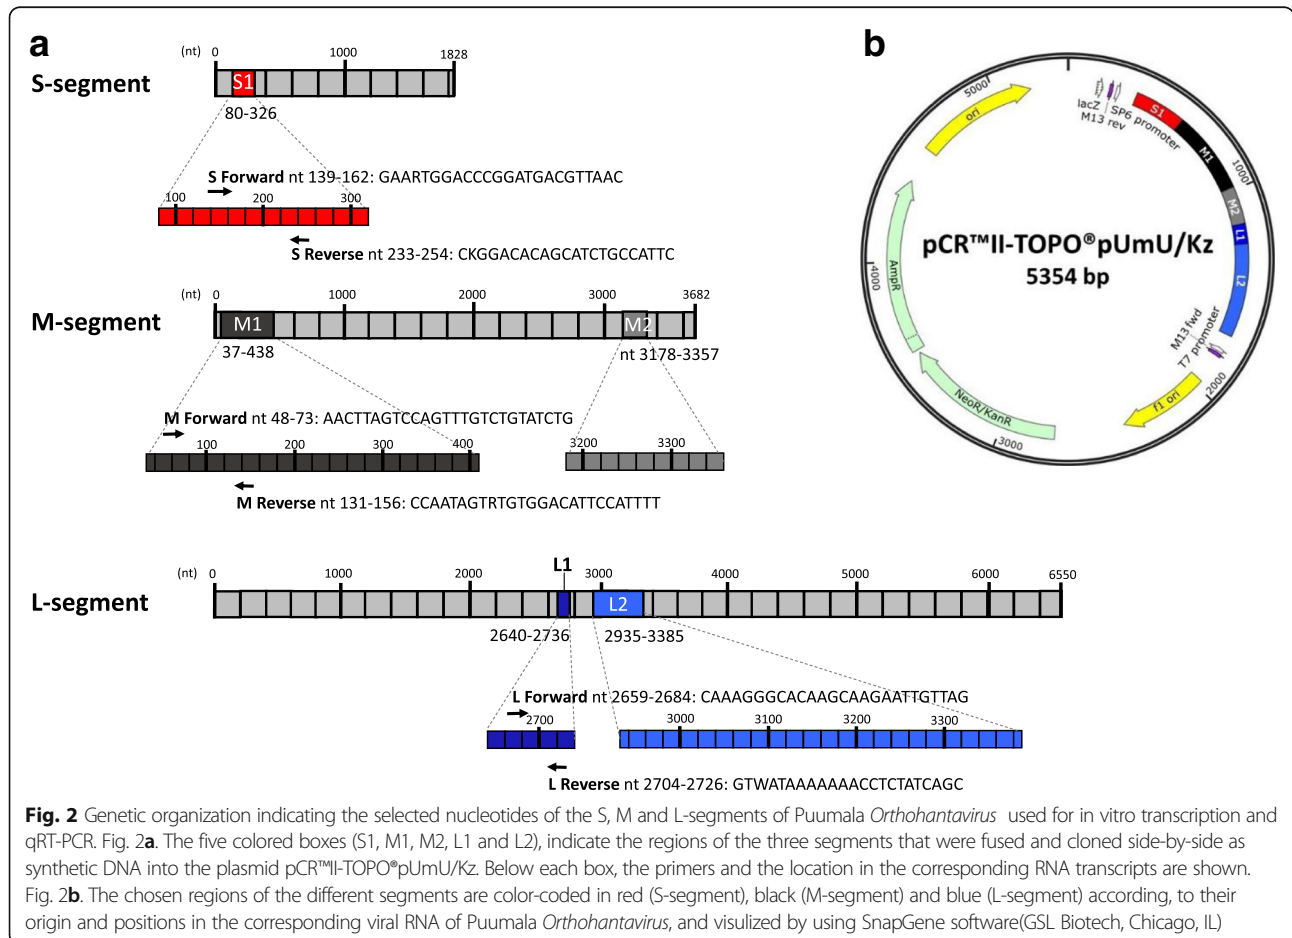 a
S-segment
(nt) 0 1000 1828
S1
80-326
S Forward nt 139-162: GAARTGGACCCGGATGACGTTAAC
100 200 300
S Reverse nt 233-254: CKGGACACAGCATCTGCCATTC
M-segment
(nt) 0 1000 2000 3000 3682
M1 M2
37-438 nt 3178-3357
M Forward nt 48-73: AACTTAGTCCAGTTTGTCTGTATCTG
100 200 300 400 3200 3300
M Reverse nt 131-156: CCAATAGTRTGTGGACATTCCATTTT
L-segment
L1
(nt) 0 1000 2000 3000 4000 5000 6000 6550
L2
2640-2736 2935-3385
L Forward nt 2659-2684: CAAAGGGCACAAGCAAGAATTGTTAG
2700 3000 3100 3200 3300
L Reverse nt 2704-2726: GTWATAAAAAAACCTCTATCAGC
b
lacZ
M13 rev
SP6 promoter
S1
M1
1000
M2
L1
L2
M13 fwd
T7 promoter
2000
f1 ori
3000
NeoR/KanR
4000
AmpR
ori
5000
pCR™II-TOPO®pUmU/Kz
5354 bp
Fig. 2 Genetic organization indicating the selected nucleotides of the S, M and L-segments of Puumala Orthohantavirus used for in vitro transcription and
qRT-PCR. Fig. 2a. The five colored boxes (S1, M1, M2, L1 and L2), indicate the regions of the three segments that were fused and cloned side-by-side as
synthetic DNA into the plasmid pCR™II-TOPO®pUmU/Kz. Below each box, the primers and the location in the corresponding RNA transcripts are shown.
Fig. 2b. The chosen regions of the different segments are color-coded in red (S-segment), black (M-segment) and blue (L-segment) according, to their
origin and positions in the corresponding viral RNA of Puumala Orthohantavirus, and visulized by using SnapGene software(GSL Biotech, Chicago, IL)